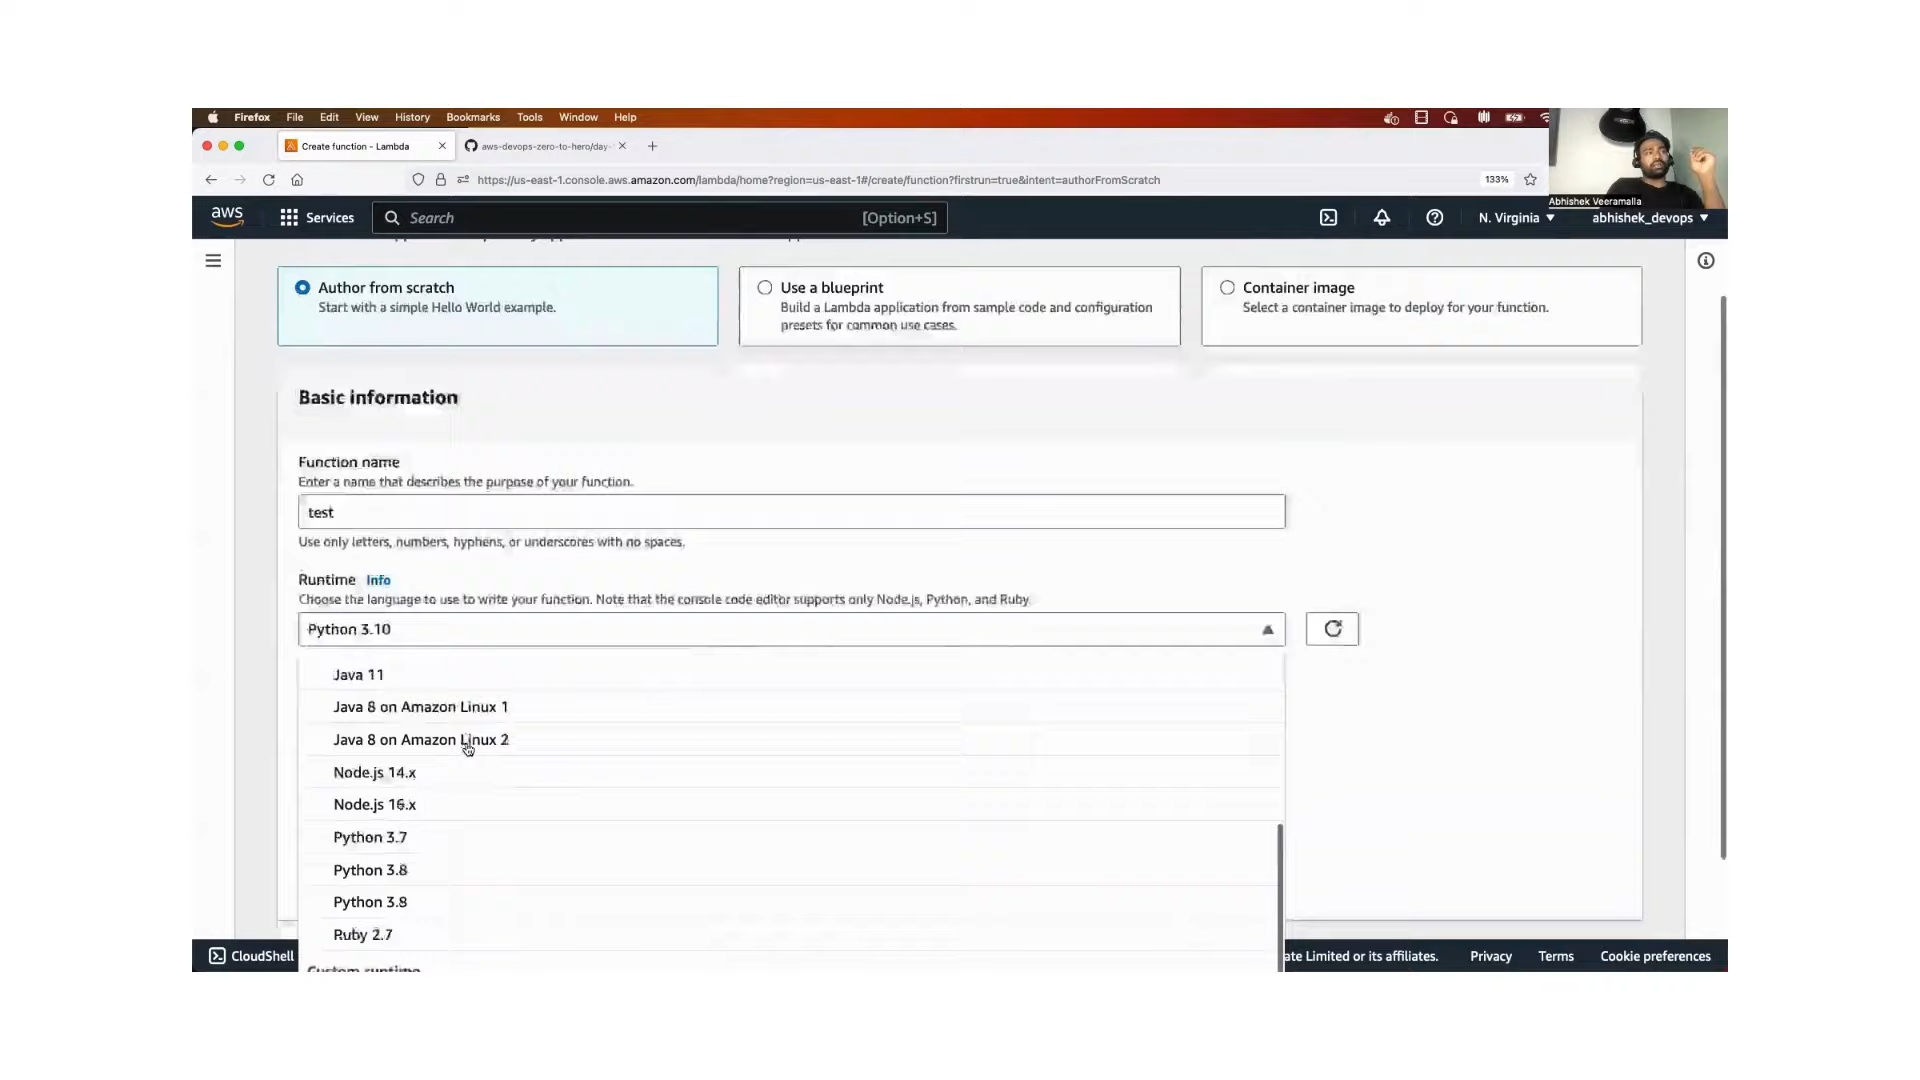 Firefox File Edit View History Bookmarks Tools Window Help
Create function - Lambda
aws-devops-zero-to-hero/day-
https://us-east-1.console.aws.amazon.com/lambda/home?region=us-east-1#/create/function?firstrun=true&intent=authorFromScratch
133%
Abhishek Veeramalla
aws
Services
Search
[Option+S]
N. Virginia
abhishek_devops
Author from scratch
Start with a simple Hello World example.
Use a blueprint
Build a Lambda application from sample code and configuration
presets for common use cases.
Container image
Select a container image to deploy for your function.
Basic information
Function name
Enter a name that describes the purpose of your function.
test
Use only letters, numbers, hyphens, or underscores with no spaces.
Runtime Info
Choose the language to use to write your function. Note that the console code editor supports only Node.js, Python, and Ruby.
Python 3.10
Java 11
Java 8 on Amazon Linux 1
Java 8 on Amazon Linux 2
Node.js 14.x
Node.js 16.x
Python 3.7
Python 3.8
Python 3.8
Ruby 2.7
Custom runtime
CloudShell
ate Limited or its affiliates.
Privacy
Terms
Cookie preferences